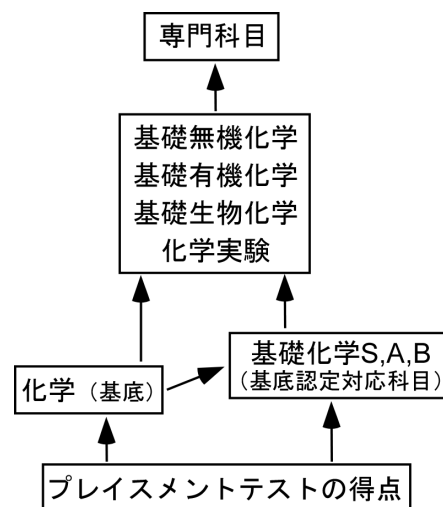 専門科目
基礎無機化学
基礎有機化学
基礎生物化学
化学実験
基礎化学S,A,B
(基底認定対応科目)
化学（基底）
プレイスメントテストの得点